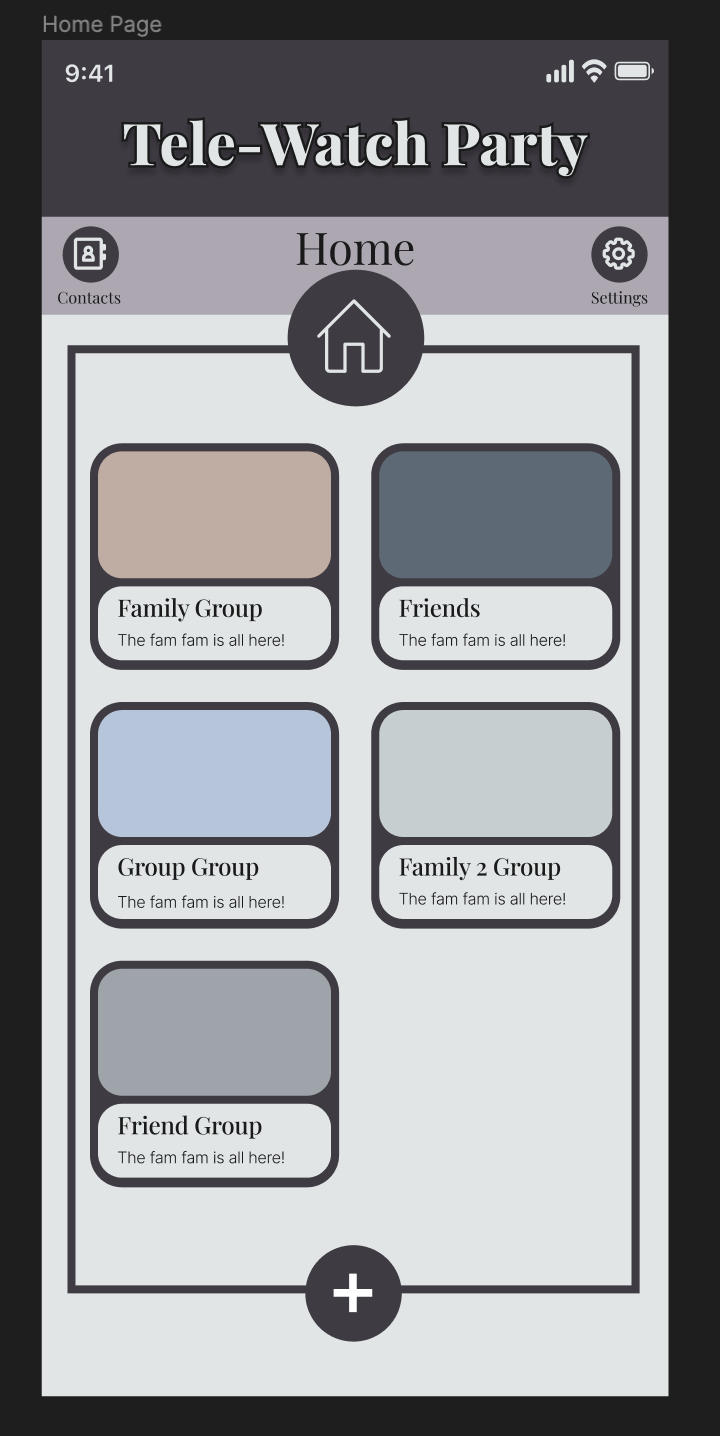 Home Page
9:41
Tele-Watch Party
Home
Contacts
Settings
Family Group
The fam fam is all here!
Friends
The fam fam is all here!
Group Group
The fam fam is all here!
Family 2 Group
The fam fam is all here!
Friend Group
The fam fam is all here!